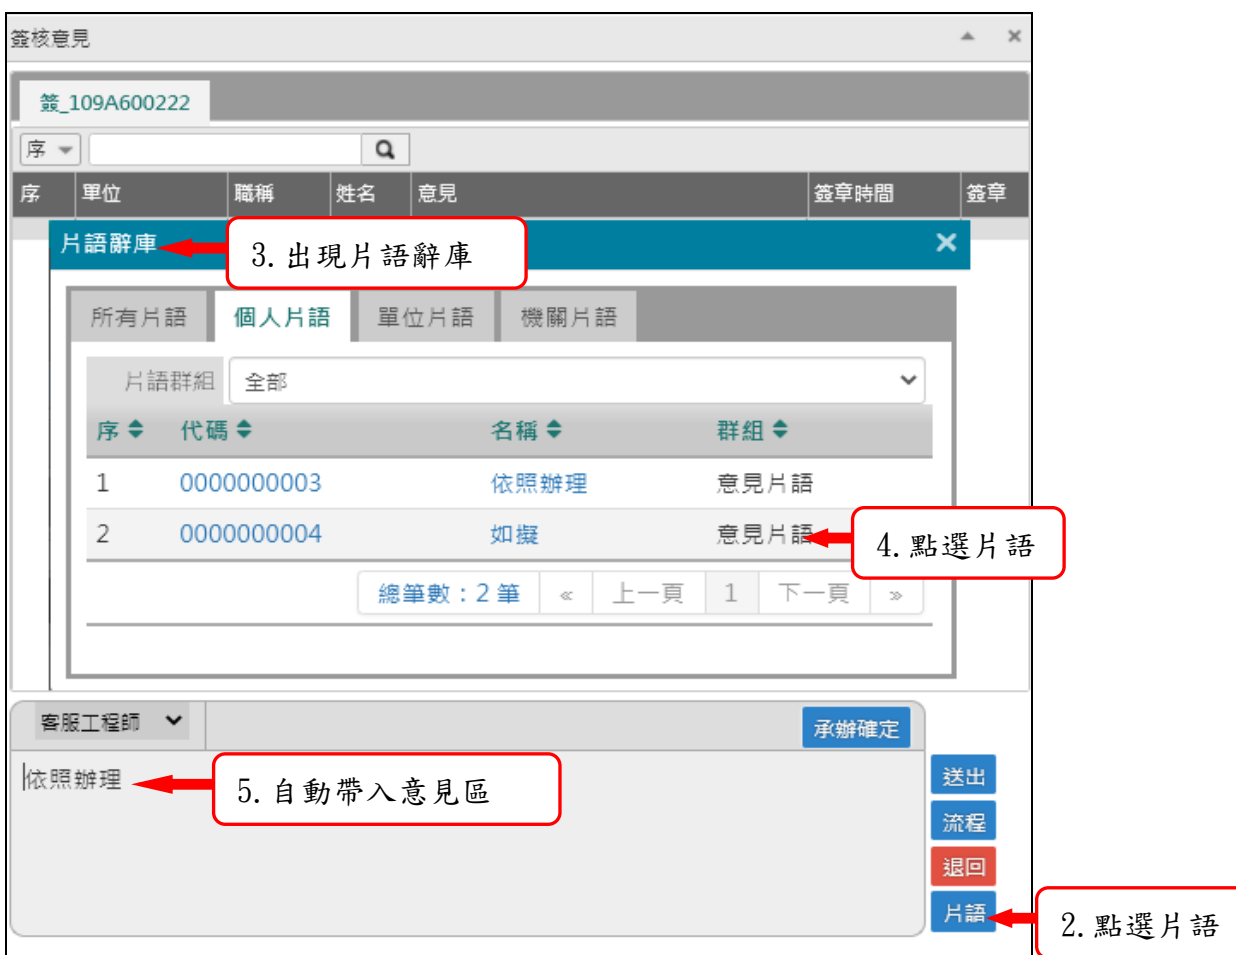 簽核意見
簽_109A600222
序
序 單位 職稱 姓名 意見 簽章時間 簽章
片語辭庫
3.出現片語辭庫
所有片語 個人片語 單位片語 機關片語
片語群組 全部
序 代碼 名稱 群組
1 0000000003 依照辦理 意見片語
2 0000000004 如擬 意見片語
4.點選片語
總筆數：2 筆 « 上一頁 1 下一頁 »
客服工程師 承辦確定
依照辦理
5.自動帶入意見區
送出
流程
退回
片語
2.點選片語